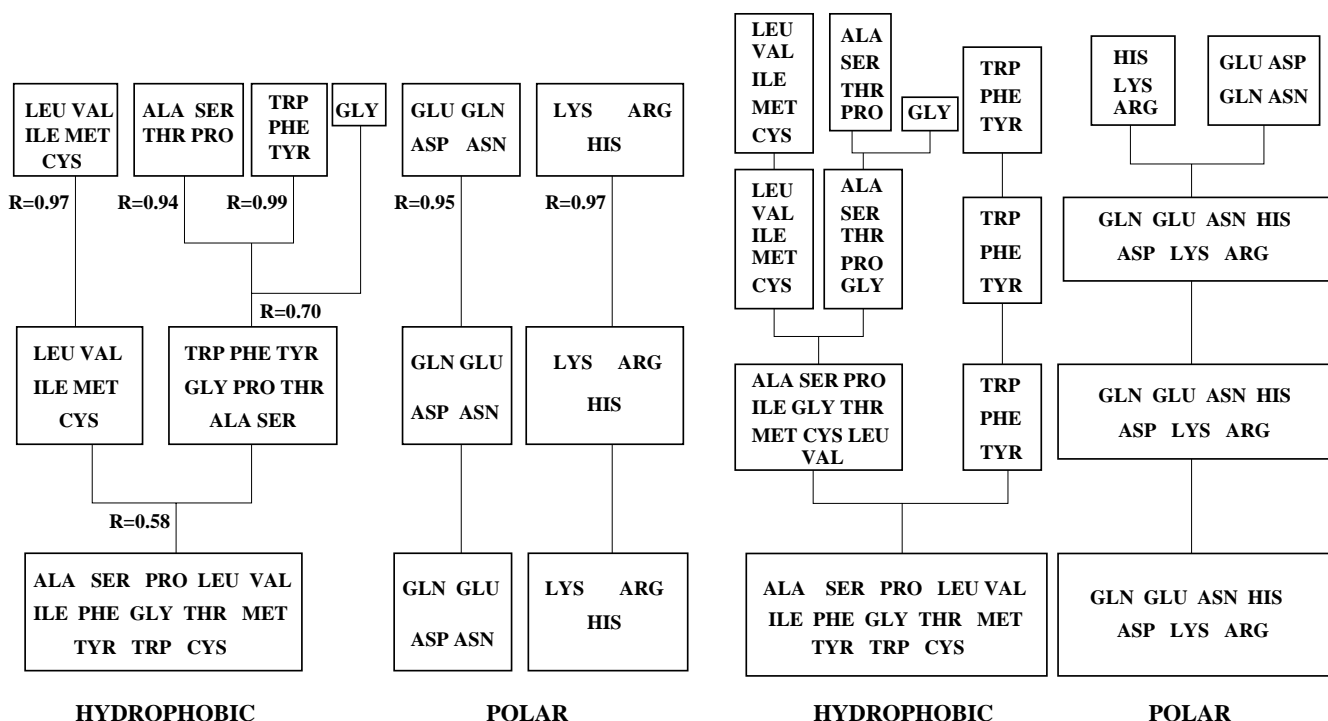 LEU VAL
ILE MET
CYS
ALA SER
THR PRO
TRP
PHE
TYR
GLY
GLU GLN
ASP ASN
LYS ARG
HIS
R=0.97
R=0.94
R=0.99
R=0.95
R=0.97
R=0.70
LEU VAL
ILE MET
CYS
TRP PHE TYR
GLY PRO THR
ALA SER
GLN GLU
ASP ASN
LYS ARG
HIS
R=0.58
ALA SER PRO LEU VAL
ILE PHE GLY THR MET
TYR TRP CYS
GLN GLU
ASP ASN
LYS ARG
HIS
HYDROPHOBIC
POLAR
LEU
VAL
ILE
MET
CYS
ALA
SER
THR
PRO
GLY
TRP
PHE
TYR
HIS
LYS
ARG
GLU ASP
GLN ASN
LEU
VAL
ILE
MET
CYS
ALA
SER
THR
PRO
GLY
TRP
PHE
TYR
GLN GLU ASN HIS
ASP LYS ARG
ALA SER PRO
ILE GLY THR
MET CYS LEU
VAL
TRP
PHE
TYR
GLN GLU ASN HIS
ASP LYS ARG
ALA SER PRO LEU VAL
ILE PHE GLY THR MET
TYR TRP CYS
GLN GLU ASN HIS
ASP LYS ARG
HYDROPHOBIC
POLAR